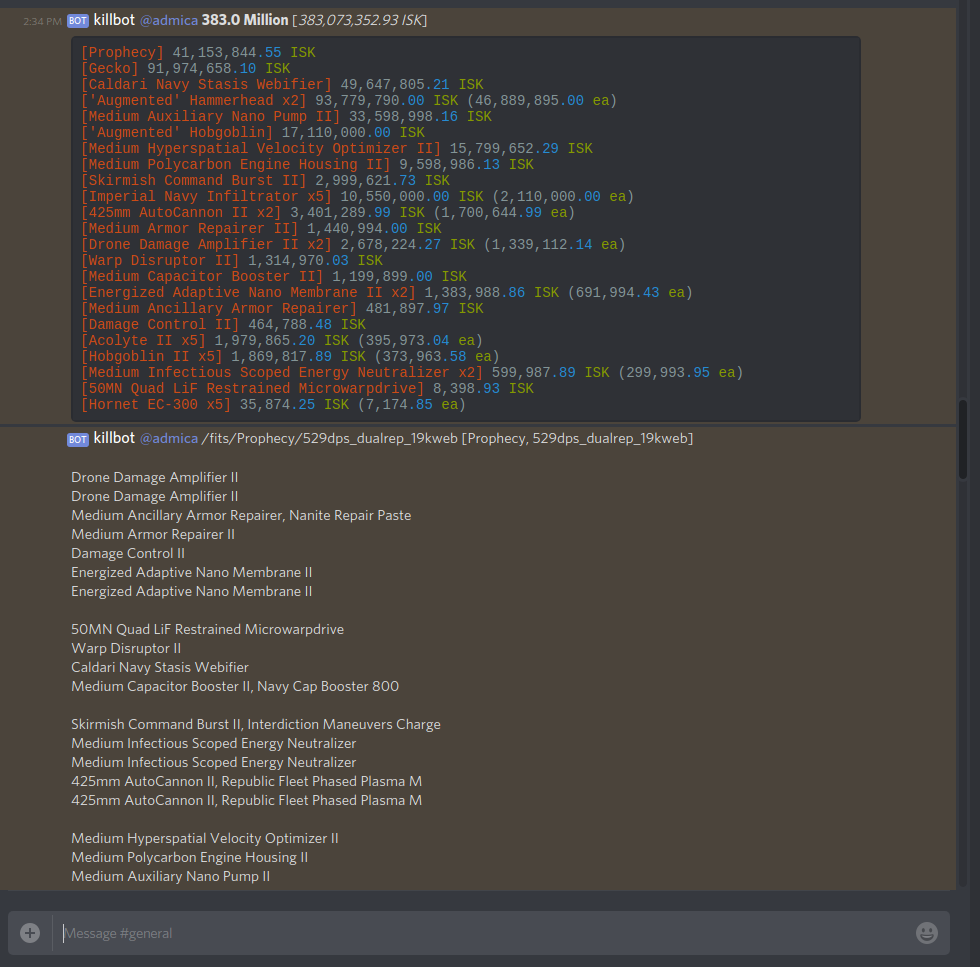 2:34 PM BOT killbot @admica 383.0 Million [383,073,352.93 ISK]
[Prophecy] 41,153,844.55 ISK
[Gecko] 91,974,658.10 ISK
[Caldari Navy Stasis Webifier] 49,647,805.21 ISK
['Augmented' Hammerhead x2] 93,779,790.00 ISK (46,889,895.00 ea)
[Medium Auxiliary Nano Pump II] 33,598,998.16 ISK
['Augmented' Hobgoblin] 17,110,000.00 ISK
[Medium Hyperspatial Velocity Optimizer II] 15,799,652.29 ISK
[Medium Polycarbon Engine Housing II] 9,598,986.13 ISK
[Skirmish Command Burst II] 2,999,621.73 ISK
[Imperial Navy Infiltrator x5] 10,550,000.00 ISK (2,110,000.00 ea)
[425mm AutoCannon II x2] 3,401,289.99 ISK (1,700,644.99 ea)
[Medium Armor Repairer II] 1,440,994.00 ISK
[Drone Damage Amplifier II x2] 2,678,224.27 ISK (1,339,112.14 ea)
[Warp Disruptor II] 1,314,970.03 ISK
[Medium Capacitor Booster II] 1,199,899.00 ISK
[Energized Adaptive Nano Membrane II x2] 1,383,988.86 ISK (691,994.43 ea)
[Medium Ancillary Armor Repairer] 481,897.97 ISK
[Damage Control II] 464,788.48 ISK
[Acolyte II x5] 1,979,865.20 ISK (395,973.04 ea)
[Hobgoblin II x5] 1,869,817.89 ISK (373,963.58 ea)
[Medium Infectious Scoped Energy Neutralizer x2] 599,987.89 ISK (299,993.95 ea)
[50MN Quad LiF Restrained Microwarpdrive] 8,398.93 ISK
[Hornet EC-300 x5] 35,874.25 ISK (7,174.85 ea)
BOT killbot @admica /fits/Prophecy/529dps_dualrep_19kweb [Prophecy, 529dps_dualrep_19kweb]
Drone Damage Amplifier II
Drone Damage Amplifier II
Medium Ancillary Armor Repairer, Nanite Repair Paste
Medium Armor Repairer II
Damage Control II
Energized Adaptive Nano Membrane II
Energized Adaptive Nano Membrane II
50MN Quad LiF Restrained Microwarpdrive
Warp Disruptor II
Caldari Navy Stasis Webifier
Medium Capacitor Booster II, Navy Cap Booster 800
Skirmish Command Burst II, Interdiction Maneuvers Charge
Medium Infectious Scoped Energy Neutralizer
Medium Infectious Scoped Energy Neutralizer
425mm AutoCannon II, Republic Fleet Phased Plasma M
425mm AutoCannon II, Republic Fleet Phased Plasma M
Medium Hyperspatial Velocity Optimizer II
Medium Polycarbon Engine Housing II
Medium Auxiliary Nano Pump II
Message #general